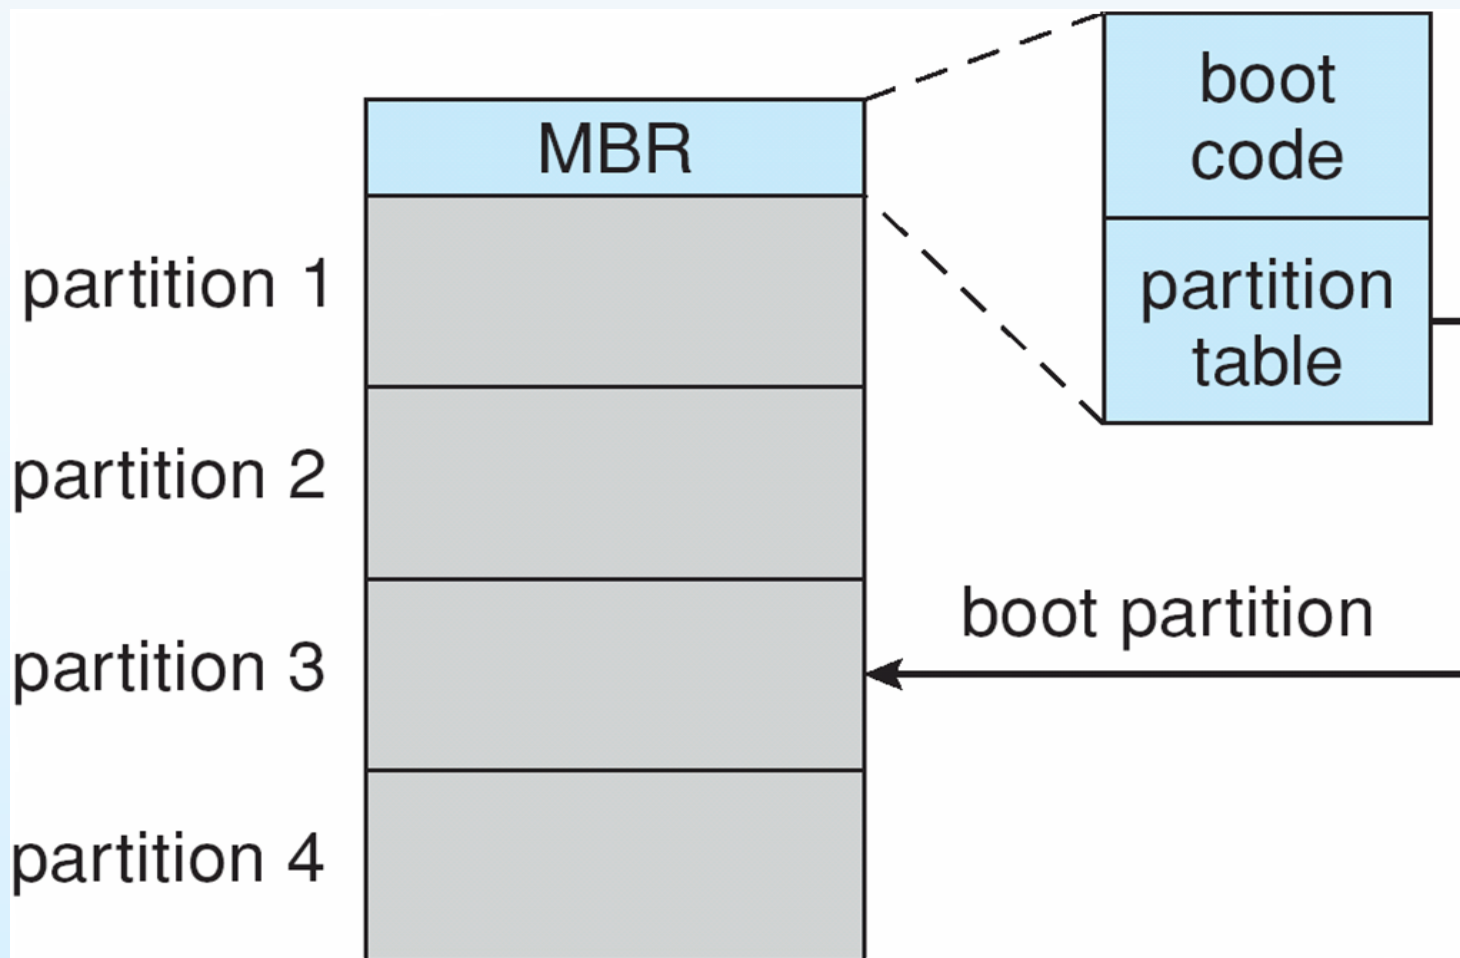 MBR
boot
code
partition
table
partition 1
partition 2
boot partition
partition 3
partition 4